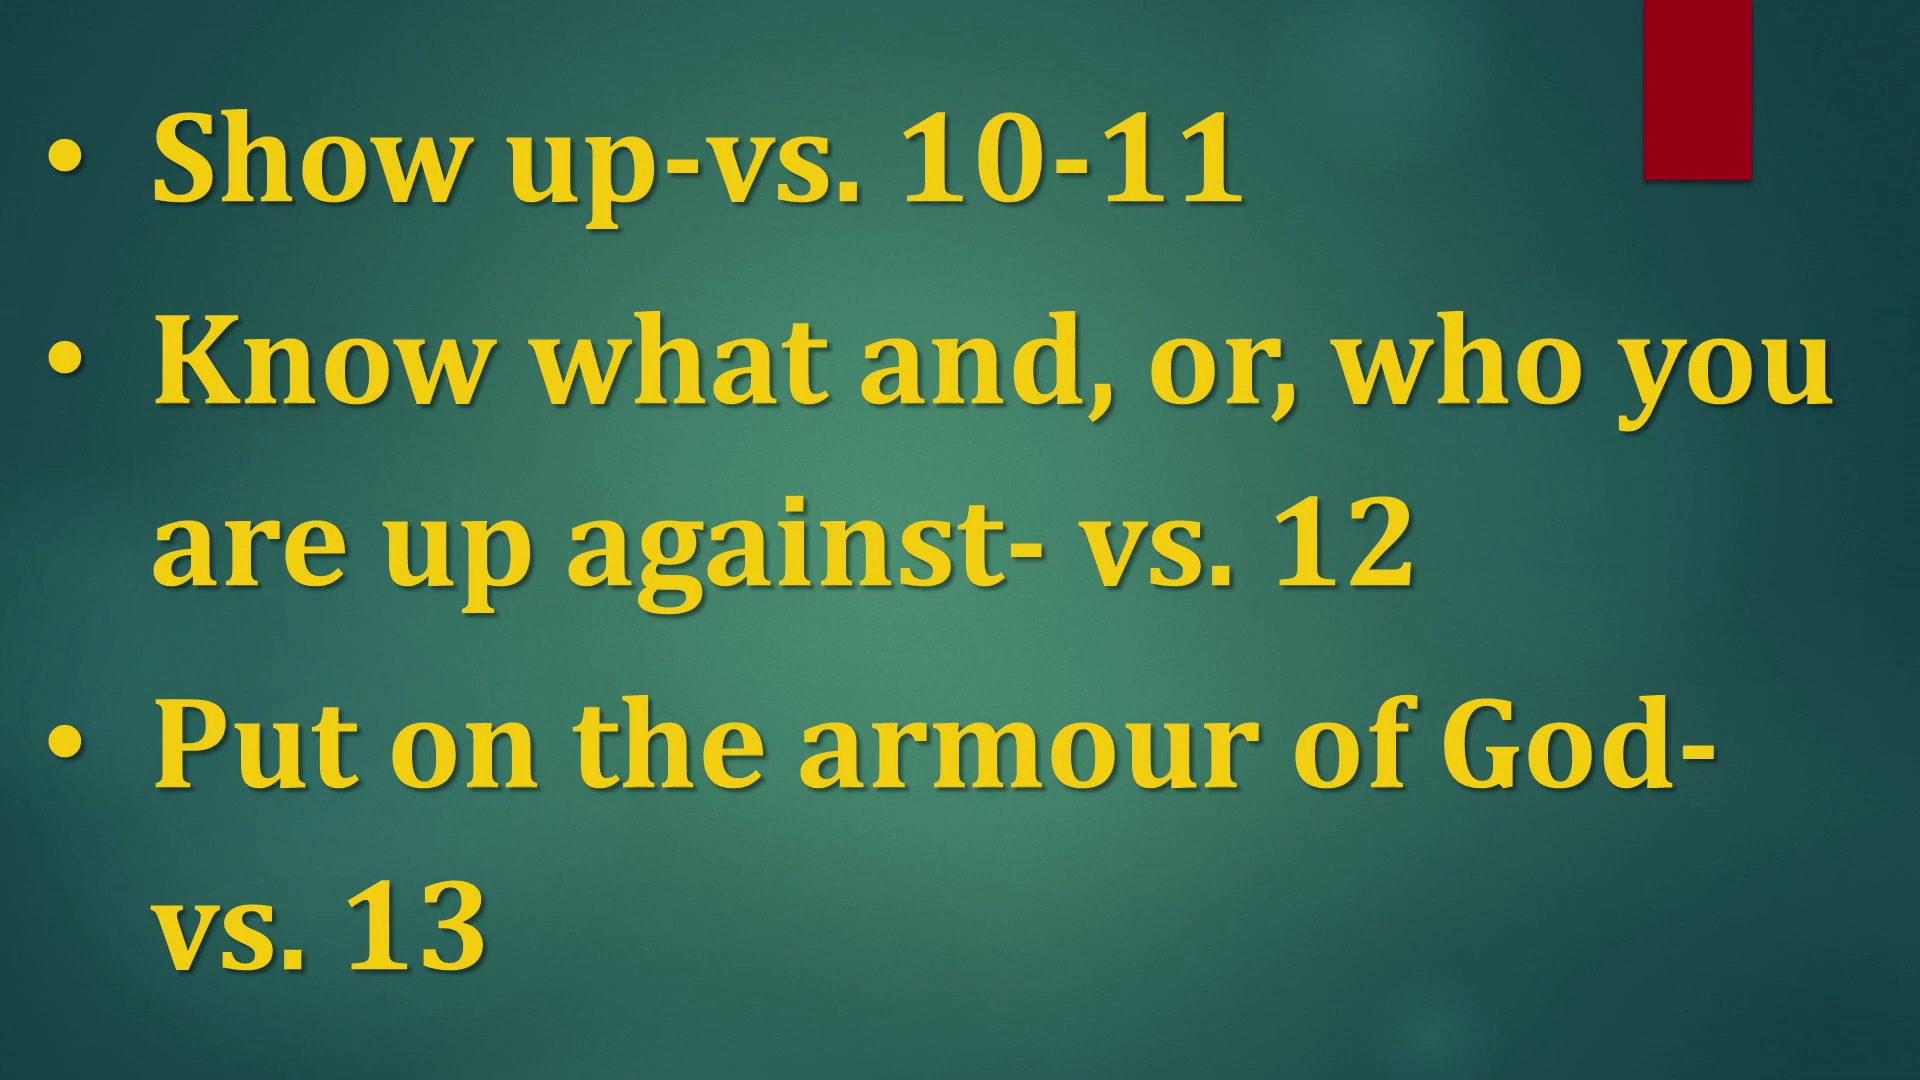 • Show up-vs. 10-11
• Know what and, or, who you
are up against- vs. 12
• Put on the armour of God-
vs. 13